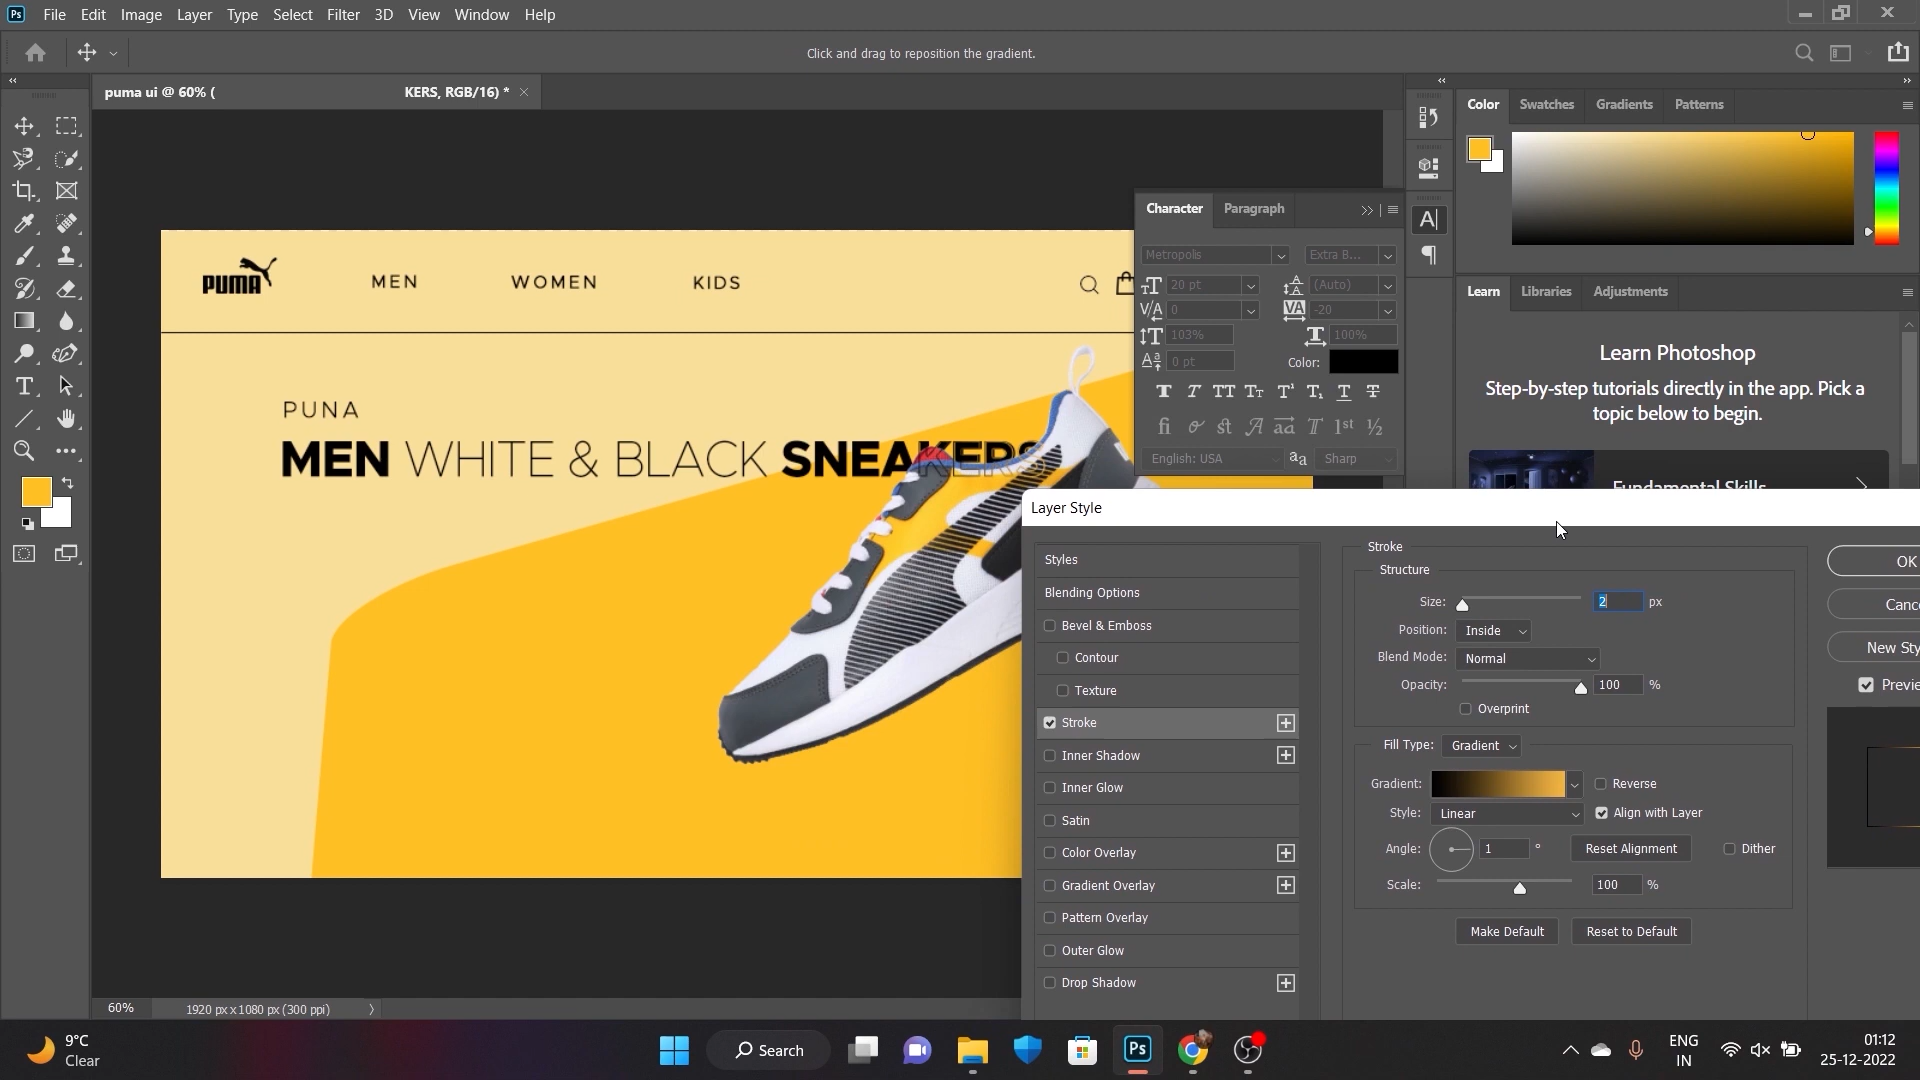 Ps File Edit Image Layer Type Select Filter 3D View Window Help
Click and drag to reposition the gradient.
puma ui @ 60% ( KERS, RGB/16) * ×
Color Swatches Gradients Patterns
Character Paragraph
Metropolis Extra B...
20 pt (Auto)
0 -20
103% 100%
0 pt Color:
English: USA aa Sharp
PUMA MEN WOMEN KIDS
PUNA
MEN WHITE & BLACK SNEAKERS
Learn Libraries Adjustments
Learn Photoshop
Step-by-step tutorials directly in the app. Pick a
topic below to begin.
Fundamental Skills
Layer Style
Styles
Blending Options
Bevel & Emboss
Contour
Texture
Stroke
Inner Shadow
Inner Glow
Satin
Color Overlay
Gradient Overlay
Pattern Overlay
Outer Glow
Drop Shadow
Stroke
Structure
Size: 2 px
Position: Inside
Blend Mode: Normal
Opacity: 100 %
Overprint
Fill Type: Gradient
Gradient: Reverse
Style: Linear Align with Layer
Angle: 1 ° Reset Alignment Dither
Scale: 100 %
Make Default Reset to Default
OK
Cance
New Sty
Previe
60% 1920 px x 1080 px (300 ppi)
9°C
Clear
Search
Ps
ENG
IN
01:12
25-12-2022